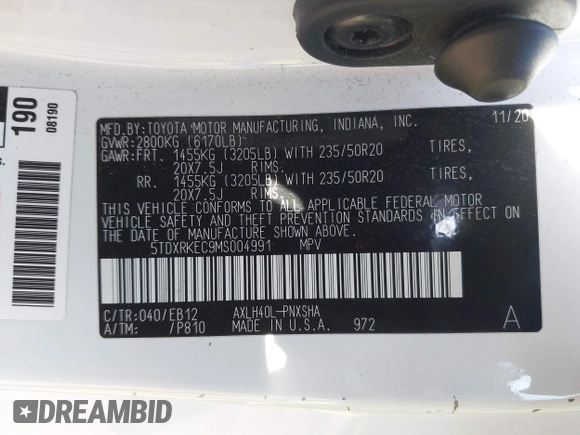 190
08190
s.
MFD.BY:TOYOTA MOTOR MANUFACTURING, INDIANA, INC. 11/20
GVWR:2800KG (6170LB)
GAWR:FRT. 1455KG (3205LB) WITH 235/50R20 TIRES,
20X7.5J RIMS
RR. 1455KG (3205LB) WITH 235/50R20 TIRES,
20X7.5J RIMS
THIS VEHICLE CONFORMS TO ALL APPLICABLE FEDERAL MOTOR
VEHICLE SAFETY AND THEFT PREVENTION STANDARDS IN EFFECT ON
THE DATE OF MANUFACTURE SHOWN ABOVE.
5TDXRKEC9MS004991 MPV
C/TR:040/EB12 AXLH40L-PNXSHA
A/TM: /P810 MADE IN U.S.A. 972 A
DREAMBID